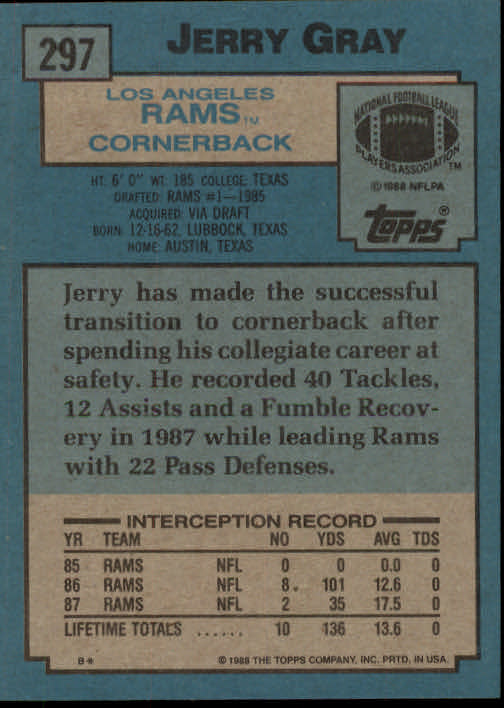 297
JERRY GRAY
LOS ANGELES
RAMS™
CORNERBACK
NATIONAL FOOTBALL LEAGUE
PLAYERS ASSOCIATION™
© 1988 NFLPA
topps®
HT: 6' 0" WT: 185 COLLEGE: TEXAS
DRAFTED: RAMS #1—1985
ACQUIRED: VIA DRAFT
BORN: 12-16-62, LUBBOCK, TEXAS
HOME: AUSTIN, TEXAS
Jerry has made the successful
transition to cornerback after
spending his collegiate career at
safety. He recorded 40 Tackles,
12 Assists and a Fumble Recov-
ery in 1987 while leading Rams
with 22 Pass Defenses.
INTERCEPTION RECORD
YR TEAM NO YDS AVG TDS
85 RAMS NFL 0 0 0.0 0
86 RAMS NFL 8 101 12.6 0
87 RAMS NFL 2 35 17.5 0
LIFETIME TOTALS ...... 10 136 13.6 0
B* © 1988 THE TOPPS COMPANY, INC. PRTD. IN USA.